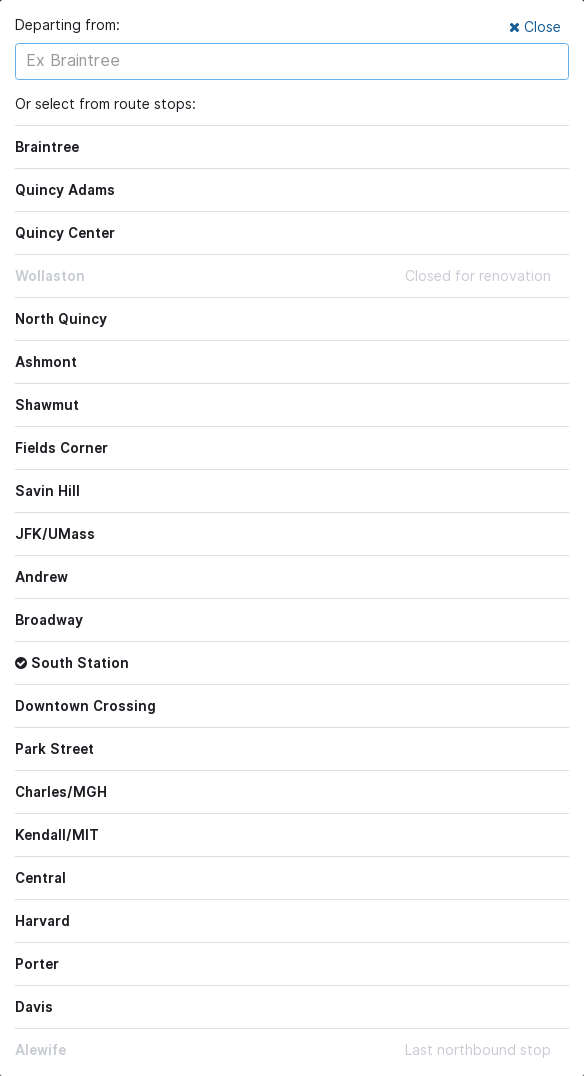 Departing from:
Close
Ex Braintree
Or select from route stops:
Braintree
Quincy Adams
Quincy Center
Wollaston Closed for renovation
North Quincy
Ashmont
Shawmut
Fields Corner
Savin Hill
JFK/UMass
Andrew
Broadway
South Station
Downtown Crossing
Park Street
Charles/MGH
Kendall/MIT
Central
Harvard
Porter
Davis
Alewife Last northbound stop